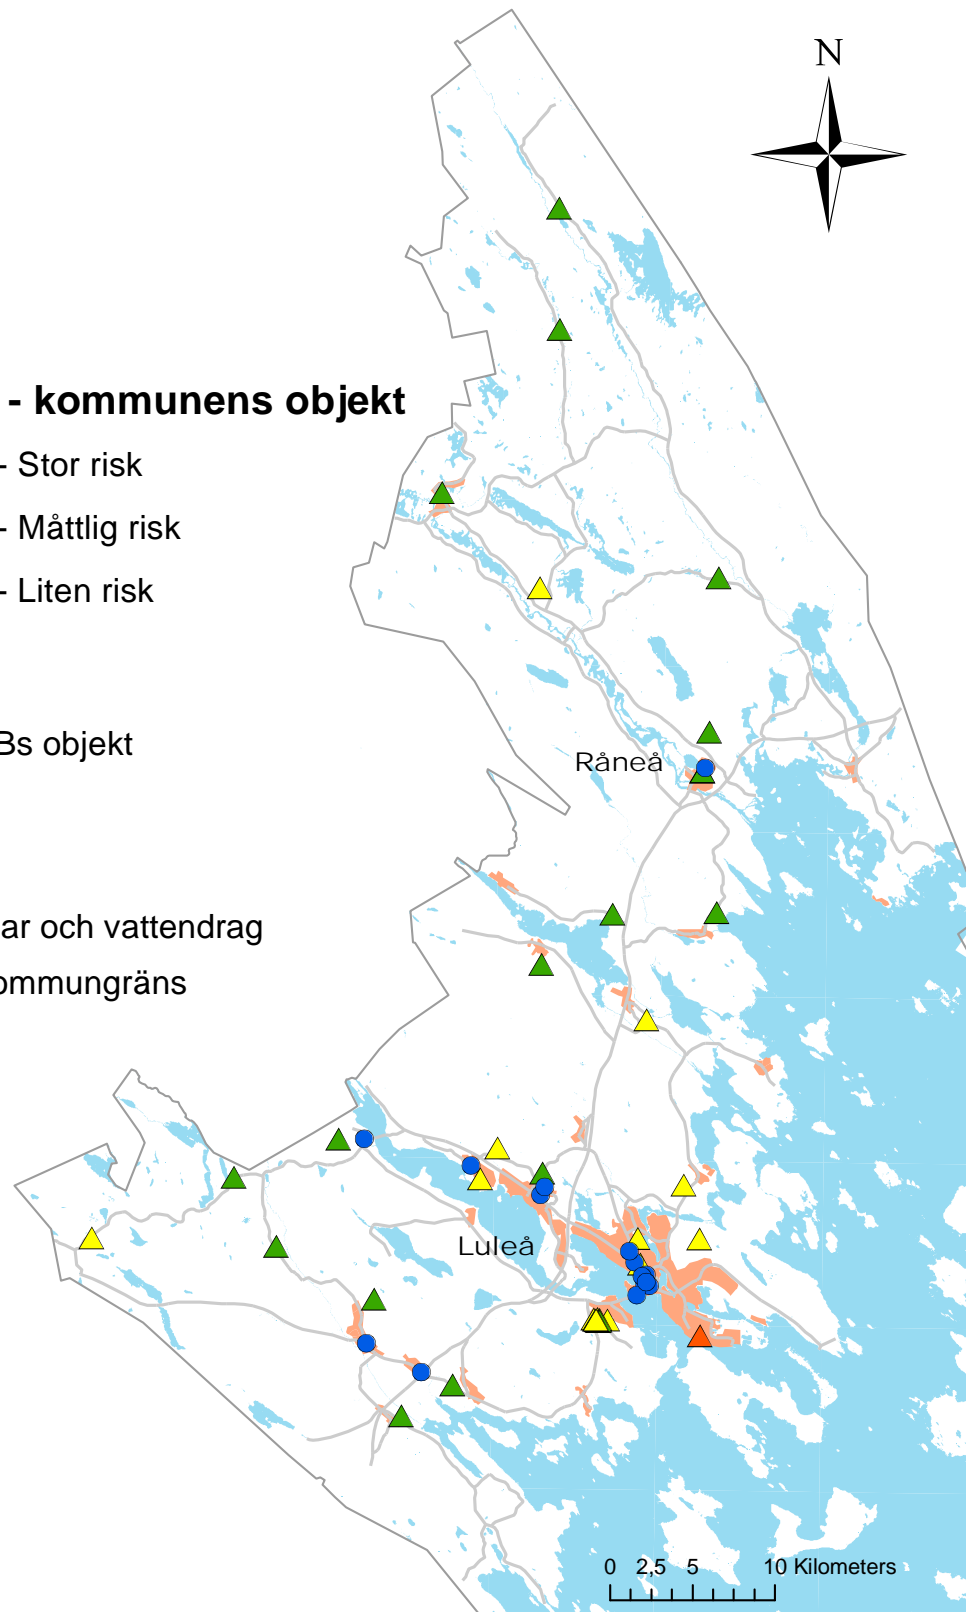 N
- kommunens objekt
- Stor risk
- Måttlig risk
- Liten risk
Bs objekt
Råneå
ar och vattendrag
ommungräns
Luleå
0 2,5 5 10 Kilometers